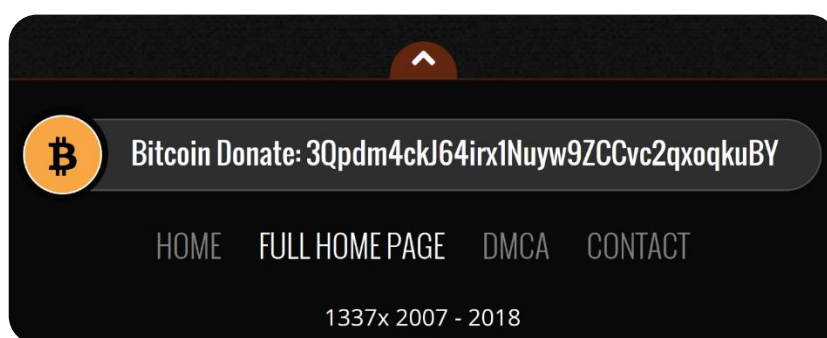 Bitcoin Donate: 3Qpdm4ckJ64irx1Nuyw9ZCCvc2qxoqkuBY
HOME FULL HOME PAGE DMCA CONTACT
1337x 2007 - 2018